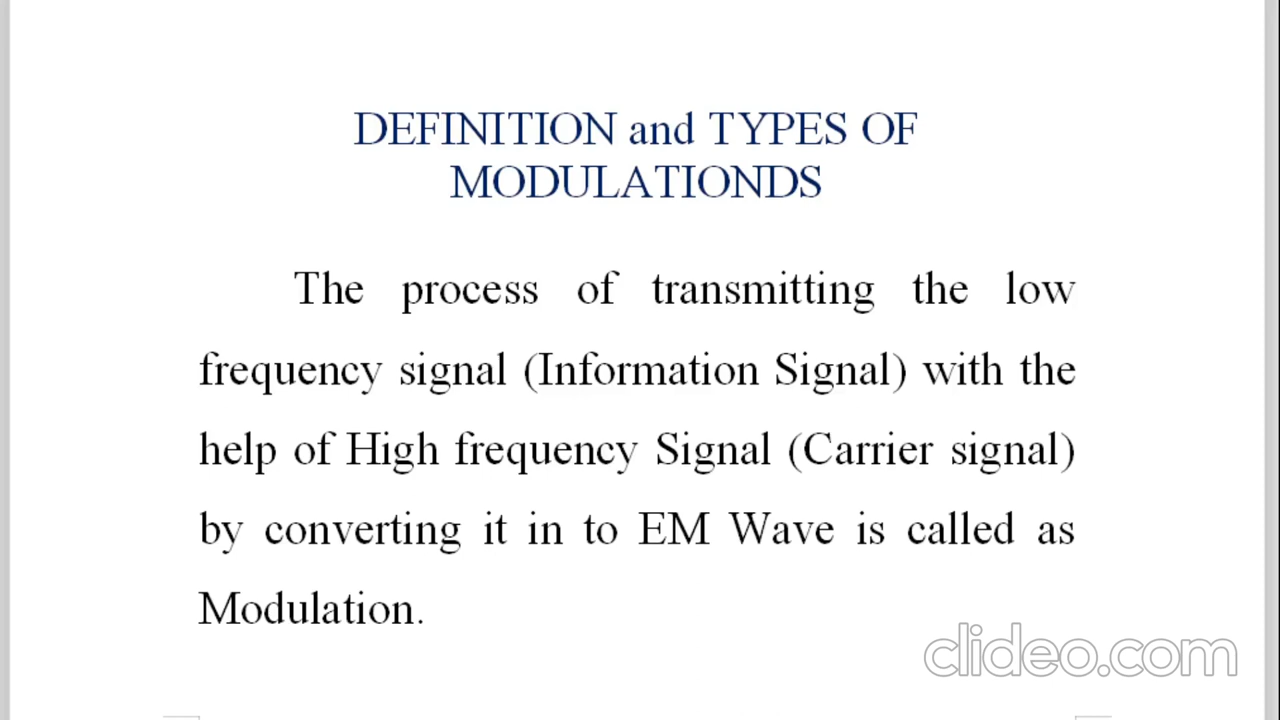 DEFINITION and TYPES OF
MODULATIONDS
The process of transmitting the low
frequency signal (Information Signal) with the
help of High frequency Signal (Carrier signal)
by converting it in to EM Wave is called as
Modulation.
clideo.com